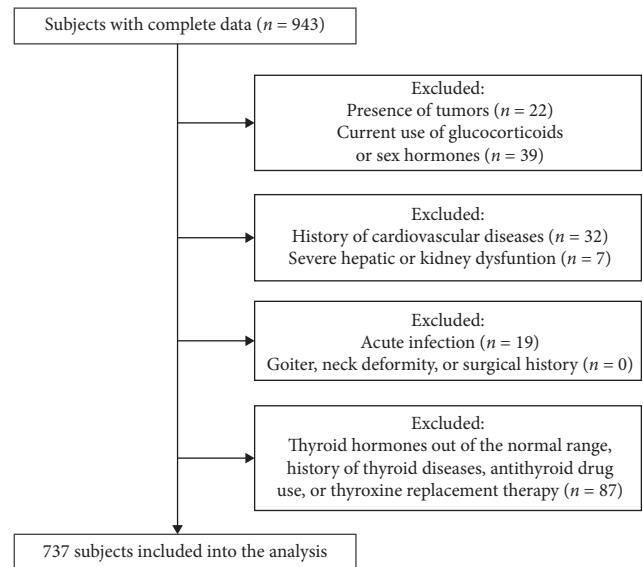 Subjects with complete data (n = 943)
Excluded:
Presence of tumors (n = 22)
Current use of glucocorticoids
or sex hormones (n = 39)
Excluded:
History of cardiovascular diseases (n = 32)
Severe hepatic or kidney dysfuntion (n = 7)
Excluded:
Acute infection (n = 19)
Goiter, neck deformity, or surgical history (n = 0)
Excluded:
Thyroid hormones out of the normal range,
history of thyroid diseases, antithyroid drug
use, or thyroxine replacement therapy (n = 87)
737 subjects included into the analysis